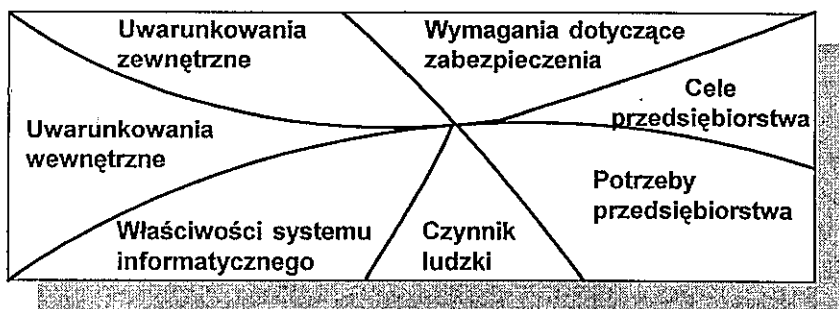 Uwarunkowania
zewnętrzne
Wymagania dotyczące
zabezpieczenia
Cele
przedsiębiorstwa
Uwarunkowania
wewnętrzne
Potrzeby
przedsiębiorstwa
Właściwości systemu
informatycznego
Czynnik
ludzki